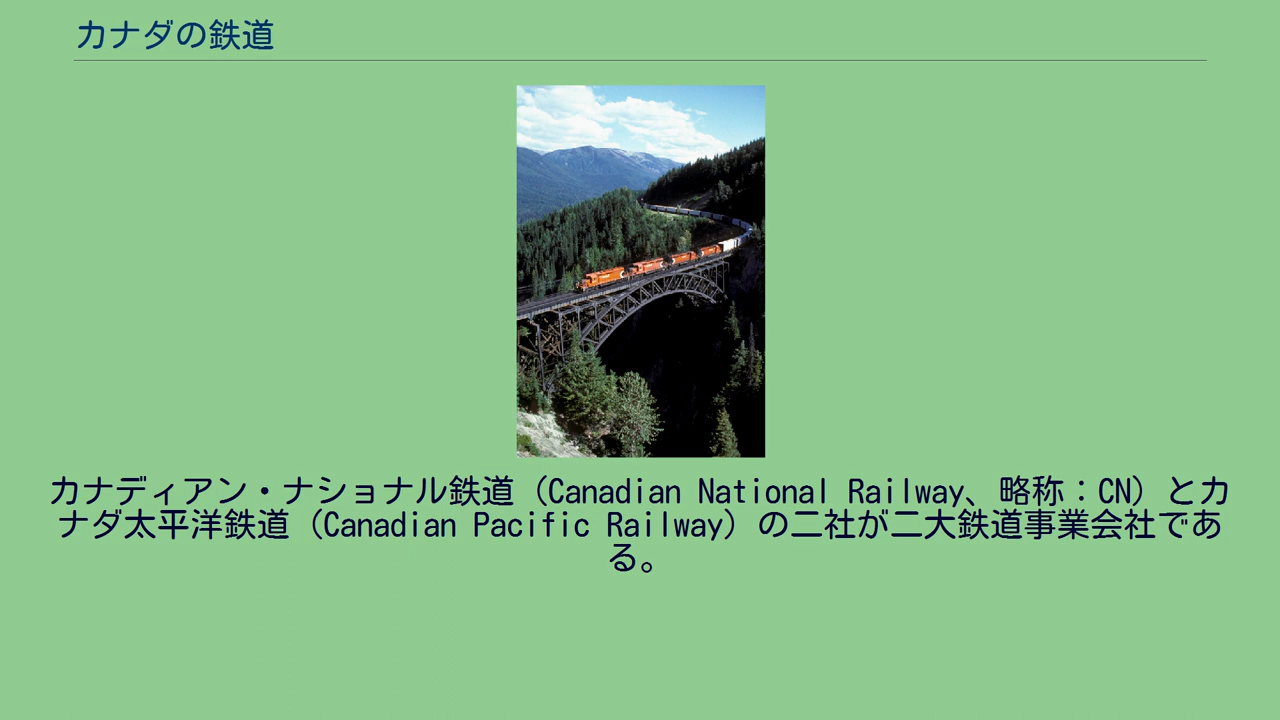 カナダの鉄道
カナディアン・ナショナル鉄道（Canadian National Railway、略称：CN）とカ
ナダ太平洋鉄道（Canadian Pacific Railway）の二社が二大鉄道事業会社であ
る。